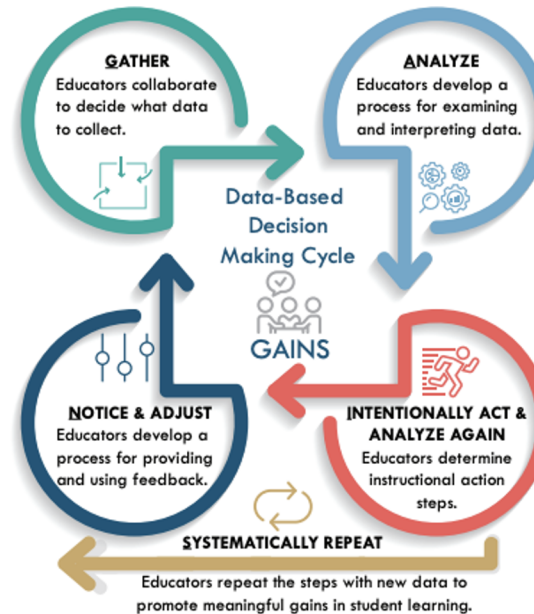 GATHER
Educators collaborate
to decide what data
to collect.
ANALYZE
Educators develop a
process for examining
and interpreting data.
Data-Based
Decision
Making Cycle
GAINS
NOTICE & ADJUST
Educators develop a
process for providing
and using feedback.
INTENTIONALLY ACT &
ANALYZE AGAIN
Educators determine
instructional action
steps.
SYSTEMATICALLY REPEAT
Educators repeat the steps with new data to
promote meaningful gains in student learning.